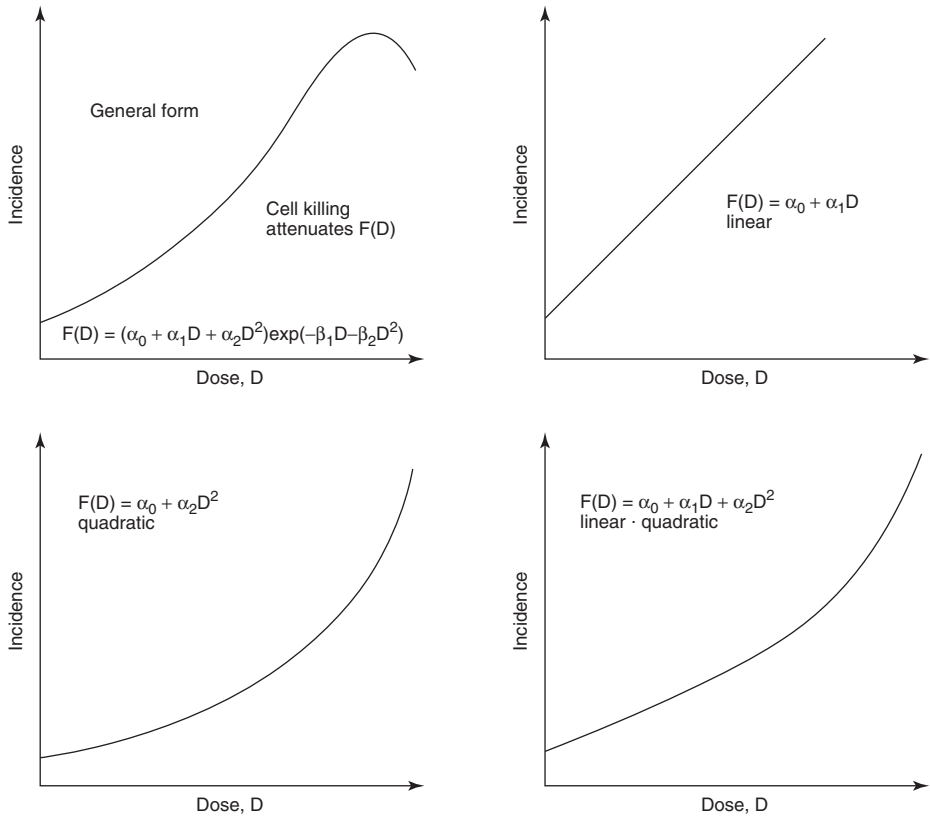 General form
Cell killing
attenuates F(D)
F(D) = (α₀ + α₁D + α₂D²)exp(−β₁D−β₂D²)
Incidence
Dose, D
F(D) = α₀ + α₁D
linear
Incidence
Dose, D
F(D) = α₀ + α₂D²
quadratic
Incidence
Dose, D
F(D) = α₀ + α₁D + α₂D²
linear · quadratic
Incidence
Dose, D